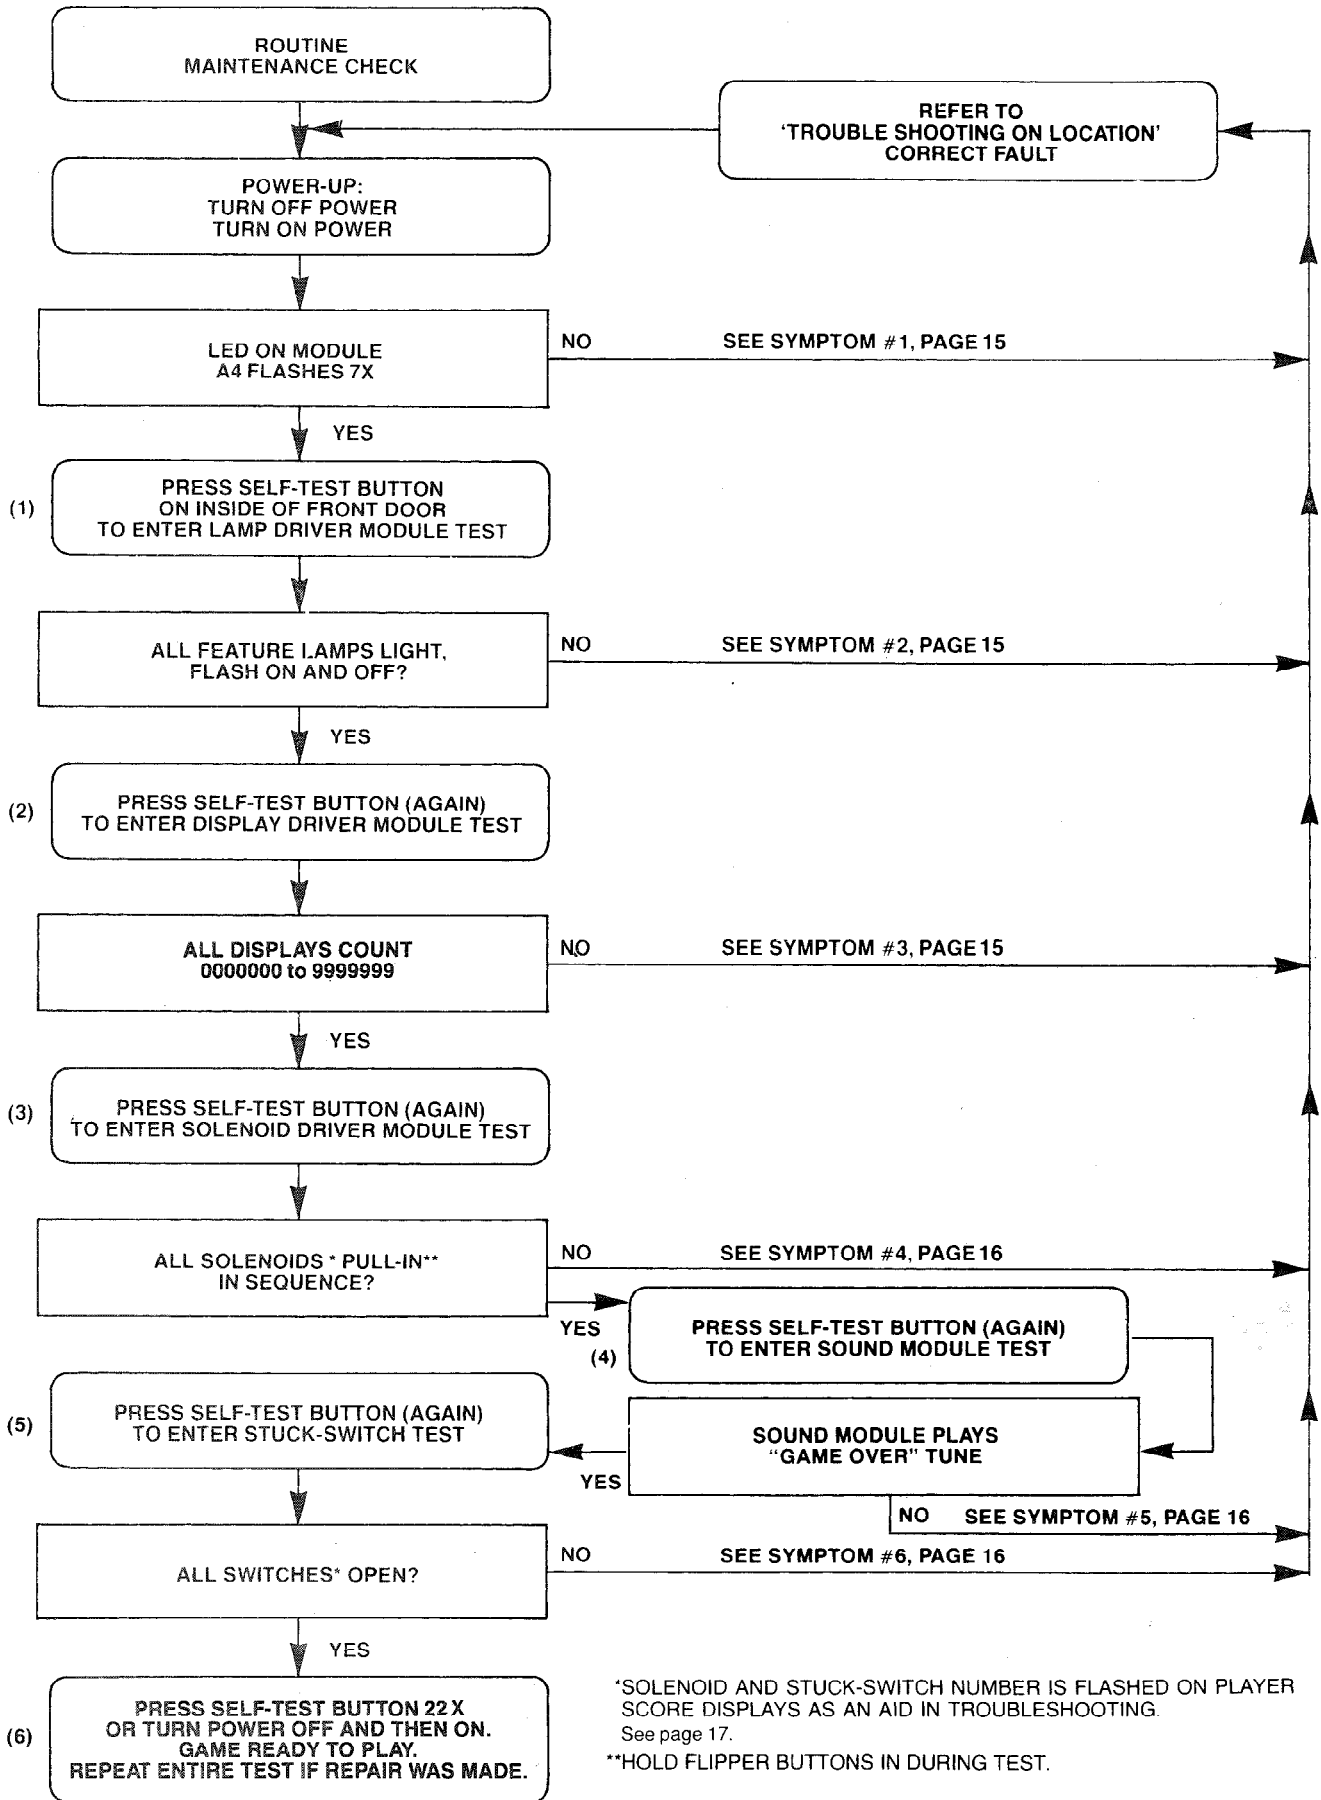 ROUTINE
MAINTENANCE CHECK
REFER TO
'TROUBLE SHOOTING ON LOCATION'
CORRECT FAULT
POWER-UP:
TURN OFF POWER
TURN ON POWER
LED ON MODULE
A4 FLASHES 7X
NO
SEE SYMPTOM #1, PAGE 15
YES
(1)
PRESS SELF-TEST BUTTON
ON INSIDE OF FRONT DOOR
TO ENTER LAMP DRIVER MODULE TEST
ALL FEATURE LAMPS LIGHT,
FLASH ON AND OFF?
NO
SEE SYMPTOM #2, PAGE 15
YES
(2)
PRESS SELF-TEST BUTTON (AGAIN)
TO ENTER DISPLAY DRIVER MODULE TEST
ALL DISPLAYS COUNT
0000000 to 9999999
NO
SEE SYMPTOM #3, PAGE 15
YES
(3)
PRESS SELF-TEST BUTTON (AGAIN)
TO ENTER SOLENOID DRIVER MODULE TEST
ALL SOLENOIDS * PULL-IN**
IN SEQUENCE?
NO
SEE SYMPTOM #4, PAGE 16
YES
(4)
PRESS SELF-TEST BUTTON (AGAIN)
TO ENTER SOUND MODULE TEST
SOUND MODULE PLAYS
"GAME OVER" TUNE
YES
NO
SEE SYMPTOM #5, PAGE 16
(5)
PRESS SELF-TEST BUTTON (AGAIN)
TO ENTER STUCK-SWITCH TEST
ALL SWITCHES* OPEN?
NO
SEE SYMPTOM #6, PAGE 16
YES
(6)
PRESS SELF-TEST BUTTON 22 X
OR TURN POWER OFF AND THEN ON.
GAME READY TO PLAY.
REPEAT ENTIRE TEST IF REPAIR WAS MADE.
*SOLENOID AND STUCK-SWITCH NUMBER IS FLASHED ON PLAYER
SCORE DISPLAYS AS AN AID IN TROUBLESHOOTING.
See page 17.
**HOLD FLIPPER BUTTONS IN DURING TEST.